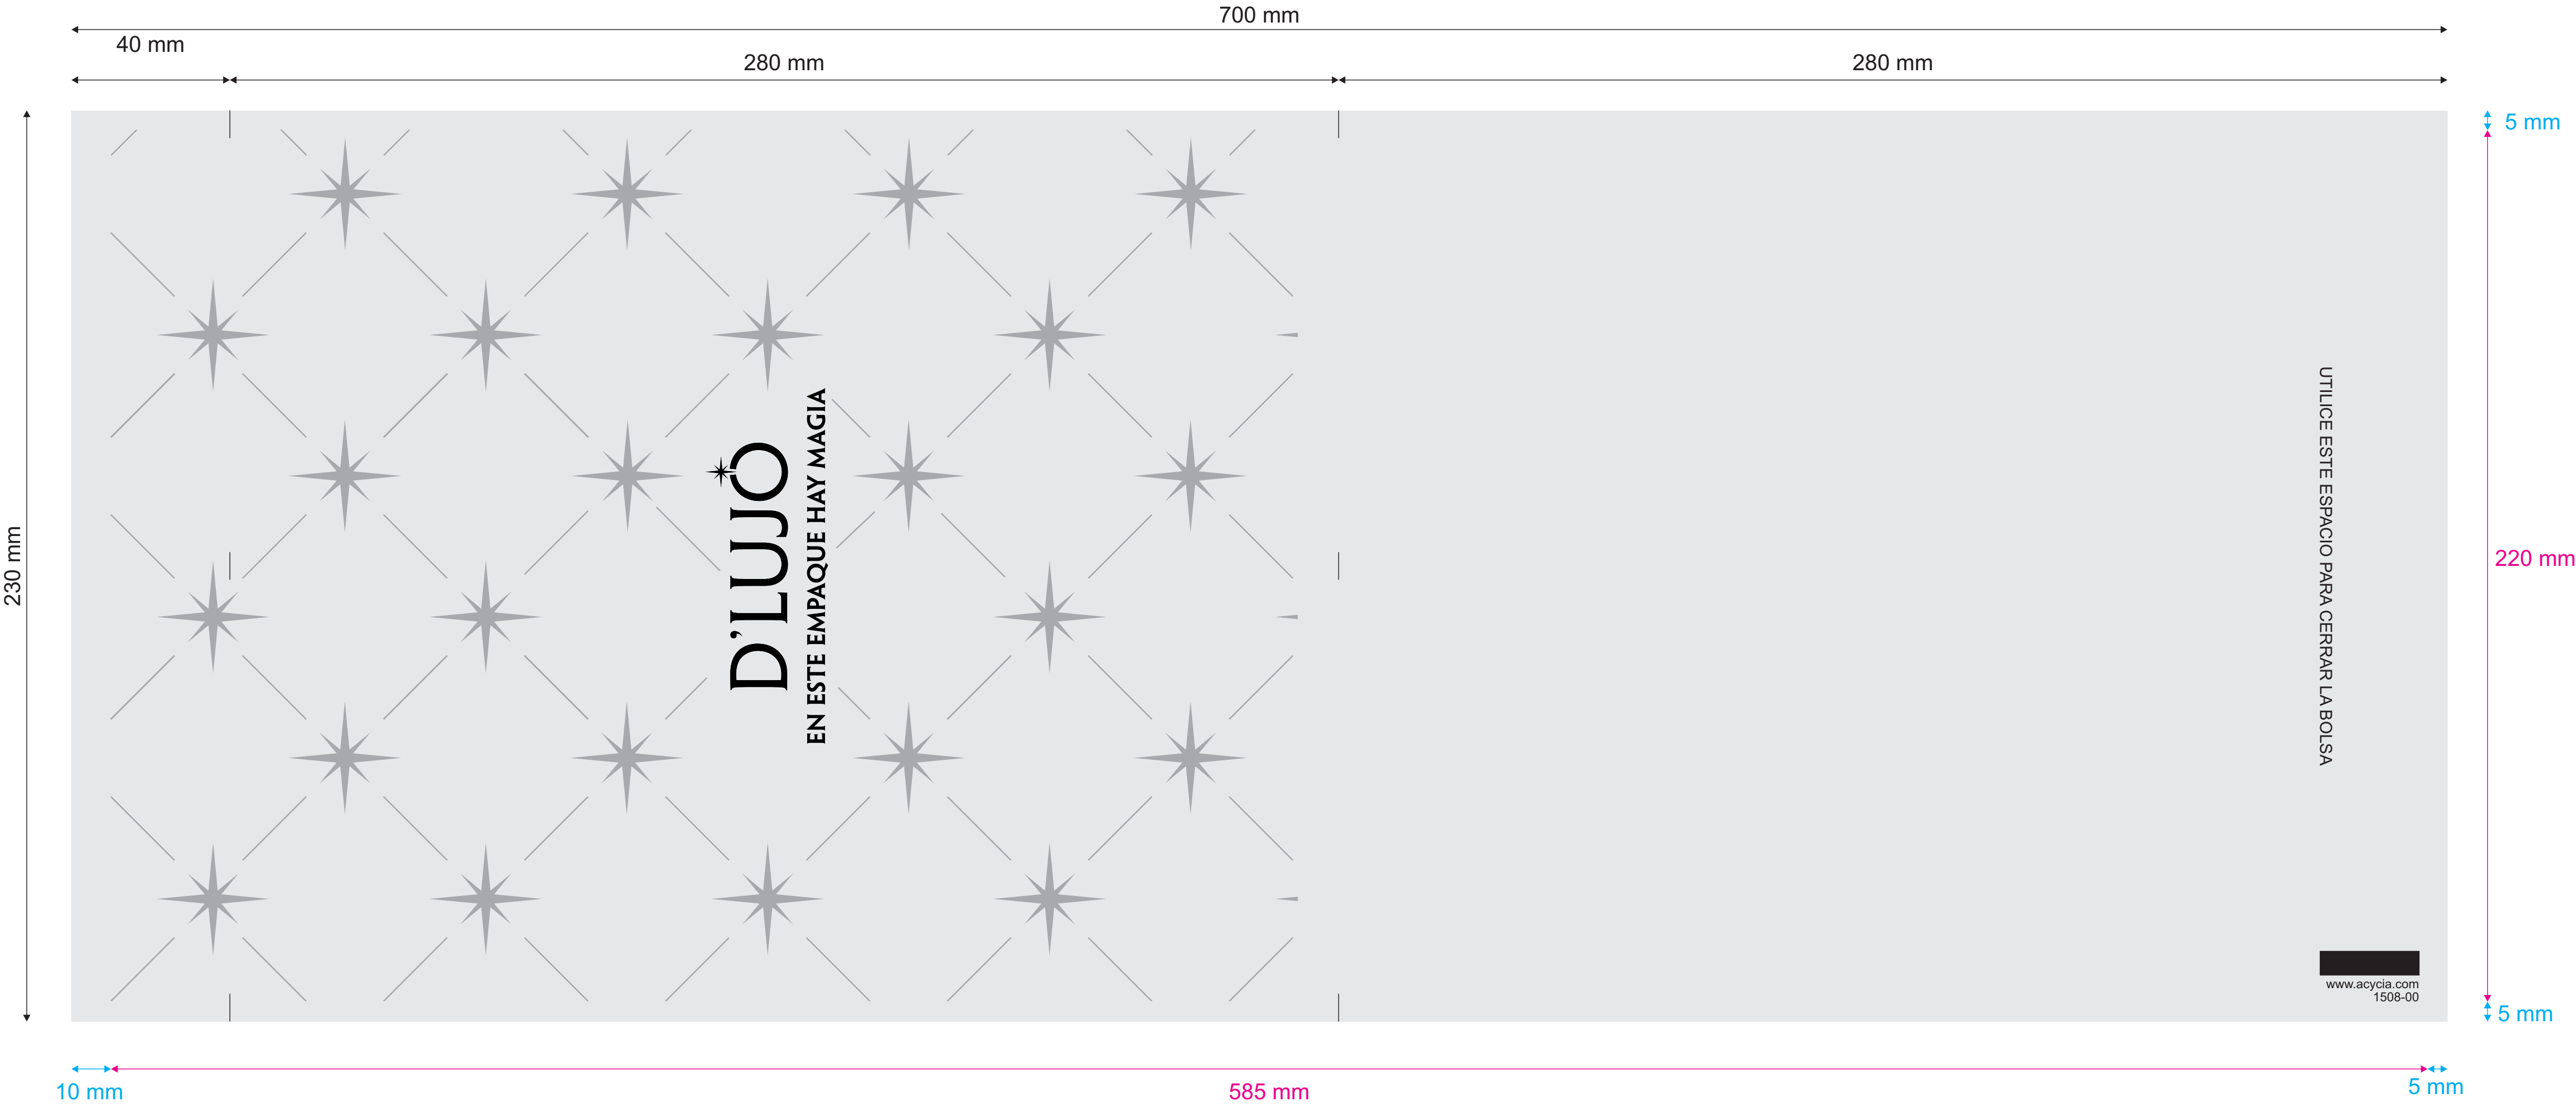 700 mm
40 mm
280 mm
280 mm
5 mm
230 mm
D'LUJO
EN ESTE EMPAQUE HAY MAGIA
UTILICE ESTE ESPACIO PARA CERRAR LA BOLSA
220 mm
www.acycia.com
1508-00
5 mm
10 mm
585 mm
5 mm